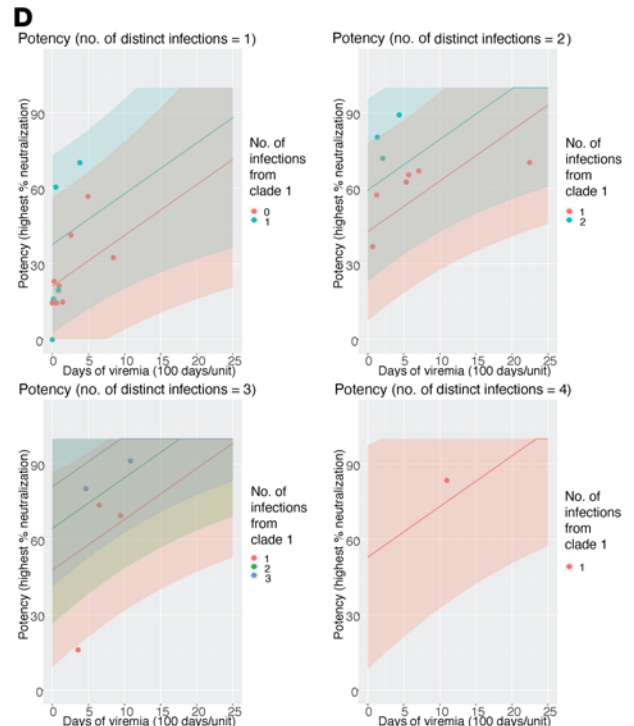 D
Potency (no. of distinct infections = 1)
Potency (highest % neutralization)
90
60
30
0
0 5 10 15 20 25
Days of viremia (100 days/unit)
No. of
infections
from
clade 1
0
1
Potency (no. of distinct infections = 2)
Potency (highest % neutralization)
90
60
30
0
0 5 10 15 20 25
Days of viremia (100 days/unit)
No. of
infections
from
clade 1
1
2
Potency (no. of distinct infections = 3)
Potency (highest % neutralization)
90
60
30
0
0 5 10 15 20 25
Days of viremia (100 days/unit)
No. of
infections
from
clade 1
1
2
3
Potency (no. of distinct infections = 4)
Potency (highest % neutralization)
90
60
30
0
0 5 10 15 20 25
Days of viremia (100 days/unit)
No. of
infections
from
clade 1
1